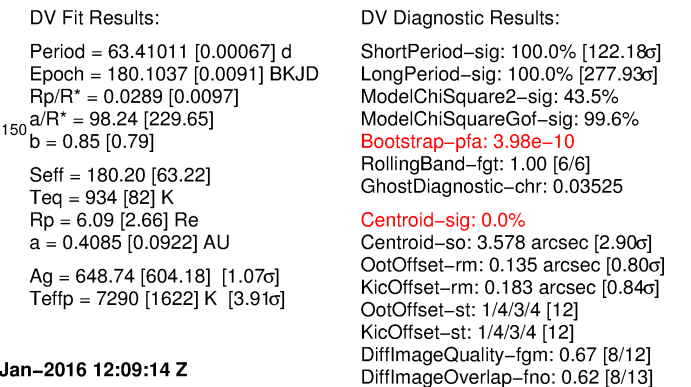 DV Fit Results:
Period = 63.41011 [0.00067] d
Epoch = 180.1037 [0.0091] BKJD
Rp/R* = 0.0289 [0.0097]
a/R* = 98.24 [229.65]
150
b = 0.85 [0.79]
Seff = 180.20 [63.22]
Teq = 934 [82] K
Rp = 6.09 [2.66] Re
a = 0.4085 [0.0922] AU
Ag = 648.74 [604.18] [1.07σ]
Teffp = 7290 [1622] K [3.91σ]
Jan−2016 12:09:14 Z
DV Diagnostic Results:
ShortPeriod−sig: 100.0% [122.18σ]
LongPeriod−sig: 100.0% [277.93σ]
ModelChiSquare2−sig: 43.5%
ModelChiSquareGof−sig: 99.6%
Bootstrap−pfa: 3.98e−10
RollingBand−fgt: 1.00 [6/6]
GhostDiagnostic−chr: 0.03525
Centroid−sig: 0.0%
Centroid−so: 3.578 arcsec [2.90σ]
OotOffset−rm: 0.135 arcsec [0.80σ]
KicOffset−rm: 0.183 arcsec [0.84σ]
OotOffset−st: 1/4/3/4 [12]
KicOffset−st: 1/4/3/4 [12]
DiffImageQuality−fgm: 0.67 [8/12]
DiffImageOverlap−fno: 0.62 [8/13]